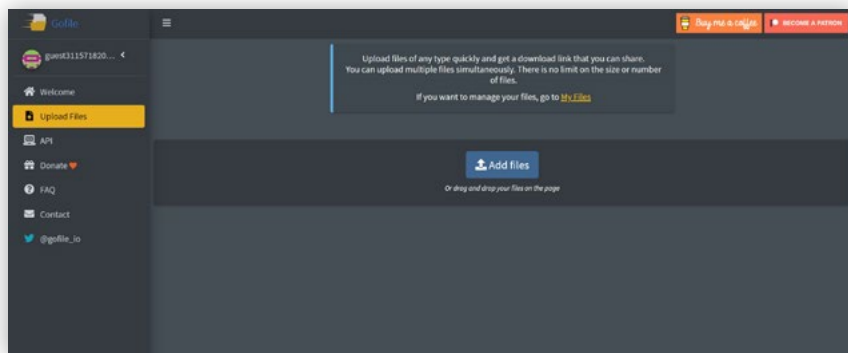 Gofile
Buy me a coffee
BECOME A PATRON
guest311571820...
Welcome
Upload Files
API
Donate
FAQ
Contact
@gofile_io
Upload files of any type quickly and get a download link that you can share.
You can upload multiple files simultaneously. There is no limit on the size or number
of files.
If you want to manage your files, go to My Files
Add files
Or drag and drop your files on the page